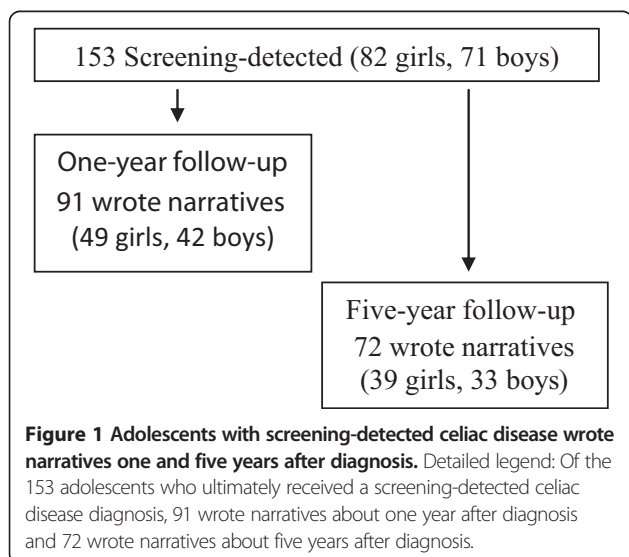 153 Screening-detected (82 girls, 71 boys)
One-year follow-up
91 wrote narratives
(49 girls, 42 boys)
Five-year follow-up
72 wrote narratives
(39 girls, 33 boys)
Figure 1 Adolescents with screening-detected celiac disease wrote
narratives one and five years after diagnosis. Detailed legend: Of the
153 adolescents who ultimately received a screening-detected celiac
disease diagnosis, 91 wrote narratives about one year after diagnosis
and 72 wrote narratives about five years after diagnosis.